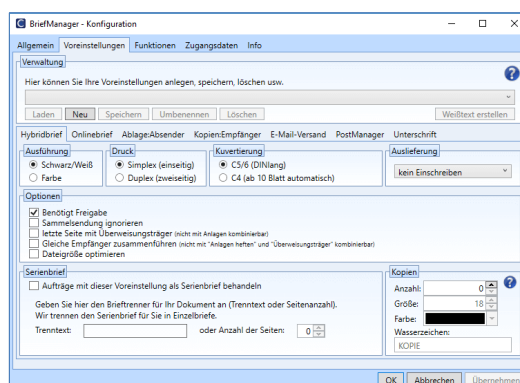 BriefManager - Konfiguration
Allgemein Voreinstellungen Funktionen Zugangsdaten Info
Verwaltung
Hier können Sie Ihre Voreinstellungen anlegen, speichern, löschen usw.
Laden Neu Speichern Umbenennen Löschen Weißtext erstellen
Hybridbrief Onlinebrief Ablage:Absender Kopien:Empfänger E-Mail-Versand PostManager Unterschrift
Ausführung Druck Kuvertierung Auslieferung
Schwarz/Weiß Simplex (einseitig) C5/6 (DINlang) kein Einschreiben
Farbe Duplex (zweiseitig) C4 (ab 10 Blatt automatisch)
Optionen
Benötigt Freigabe
Sammelsendung ignorieren
letzte Seite mit Überweisungsträger (nicht mit Anlagen kombinierbar)
Gleiche Empfänger zusammenführen (nicht mit "Anlagen heften" und "Überweisungsträger" kombinierbar)
Dateigröße optimieren
Serienbrief Kopien
Aufträge mit dieser Voreinstellung als Serienbrief behandeln Anzahl: 0
Geben Sie hier den Brieftrenner für Ihr Dokument an (Trenntext oder Seitenanzahl). Größe: 18
Wir trennen den Serienbrief für Sie in Einzelbriefe. Farbe:
Trenntext: oder Anzahl der Seiten: 0 Wasserzeichen:
KOPIE
OK Abbrechen Übernehmen